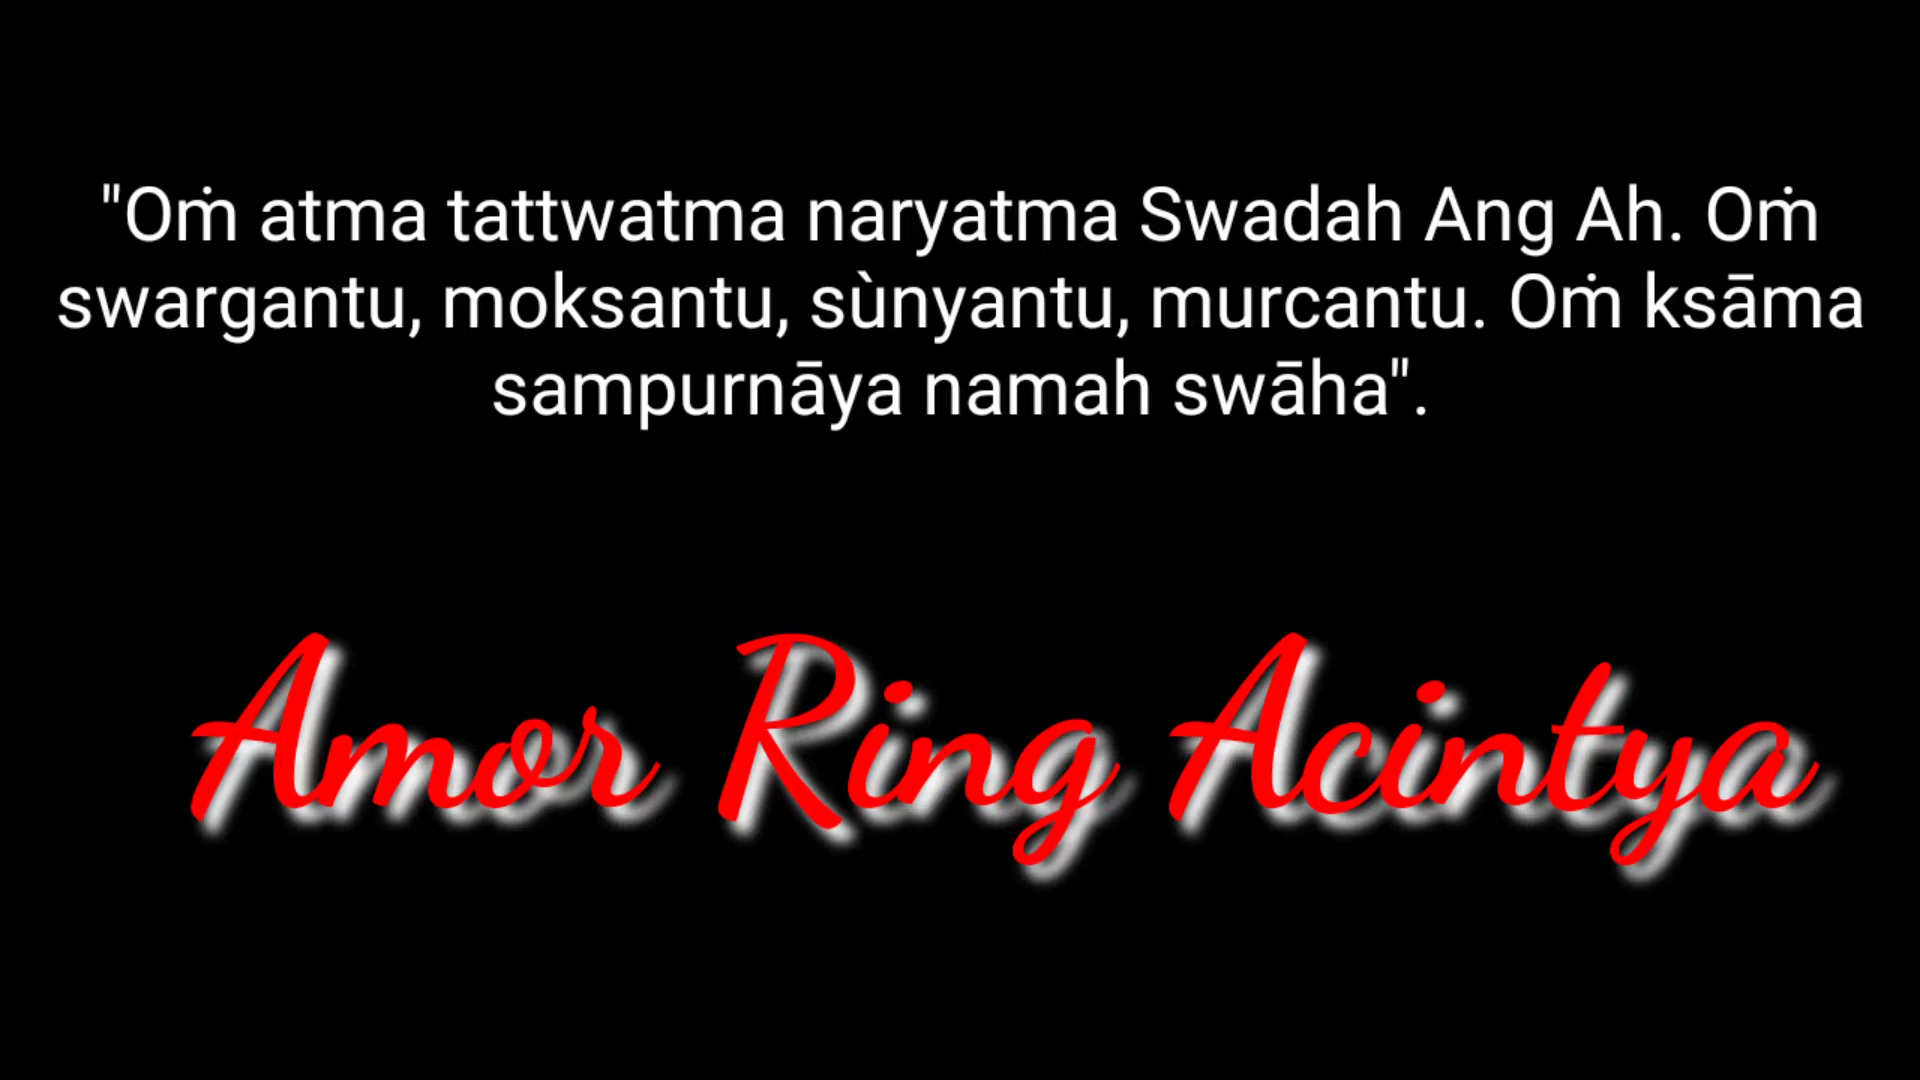 "Oṁ atma tattwatma naryatma Swadah Ang Ah. Oṁ
swargantu, moksantu, sùnyantu, murcantu. Oṁ ksāma
sampurnāya namah swāha".
Amor Ring Acintya